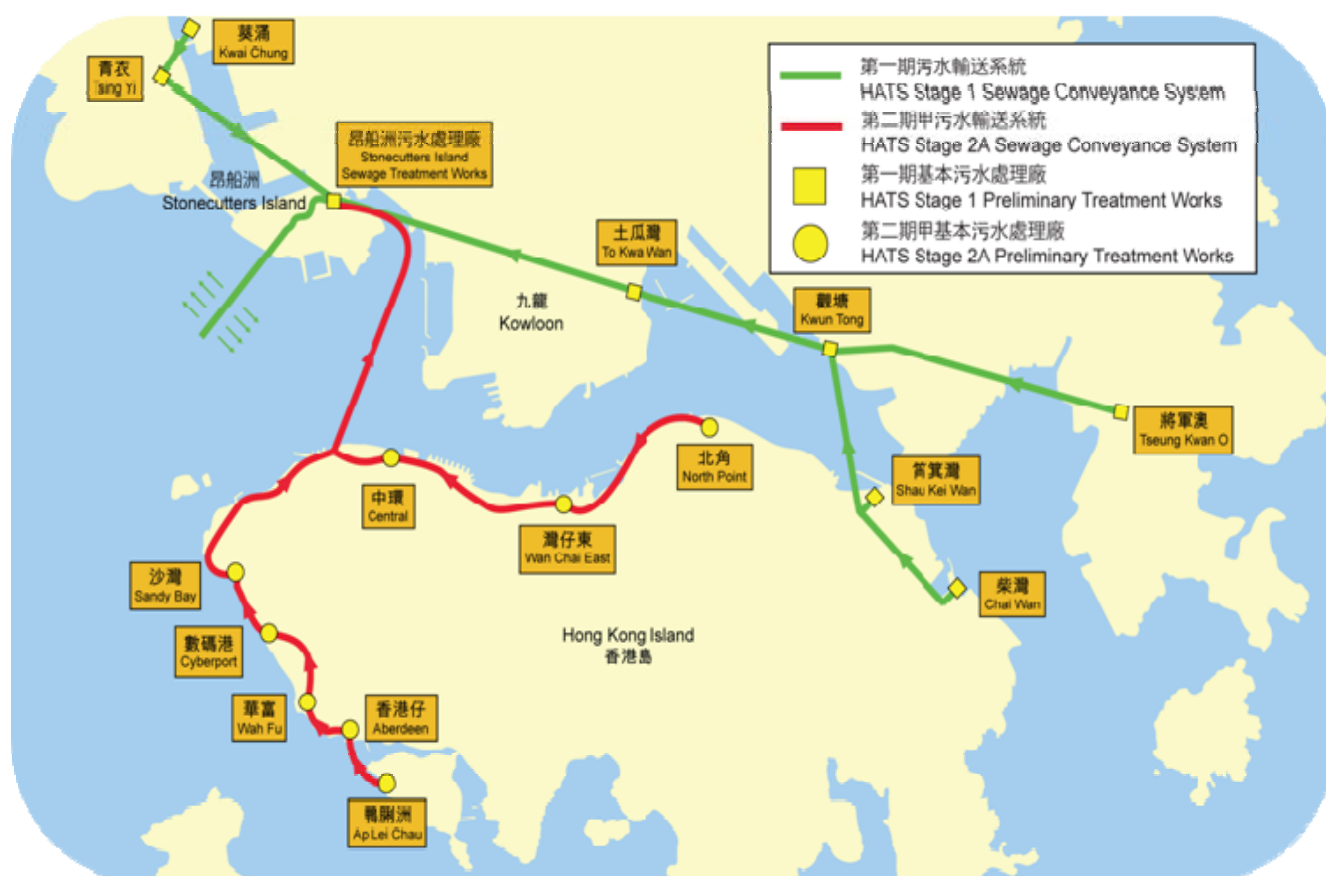 葵涌
Kwai Chung
青衣
Tsing Yi
昂船洲污水處理廠
Stonecutters Island
Sewage Treatment Works
昂船洲
Stonecutters Island
第一期污水輸送系統
HATS Stage 1 Sewage Conveyance System
第二期甲污水輸送系統
HATS Stage 2A Sewage Conveyance System
第一期基本污水處理廠
HATS Stage 1 Preliminary Treatment Works
第二期甲基本污水處理廠
HATS Stage 2A Preliminary Treatment Works
土瓜灣
To Kwa Wan
九龍
Kowloon
觀塘
Kwun Tong
將軍澳
Tseung Kwan O
北角
North Point
筲箕灣
Shau Kei Wan
中環
Central
灣仔東
Wan Chai East
沙灣
Sandy Bay
柴灣
Chai Wan
數碼港
Cyberport
Hong Kong Island
香港島
華富
Wah Fu
香港仔
Aberdeen
鴨脷洲
Ap Lei Chau